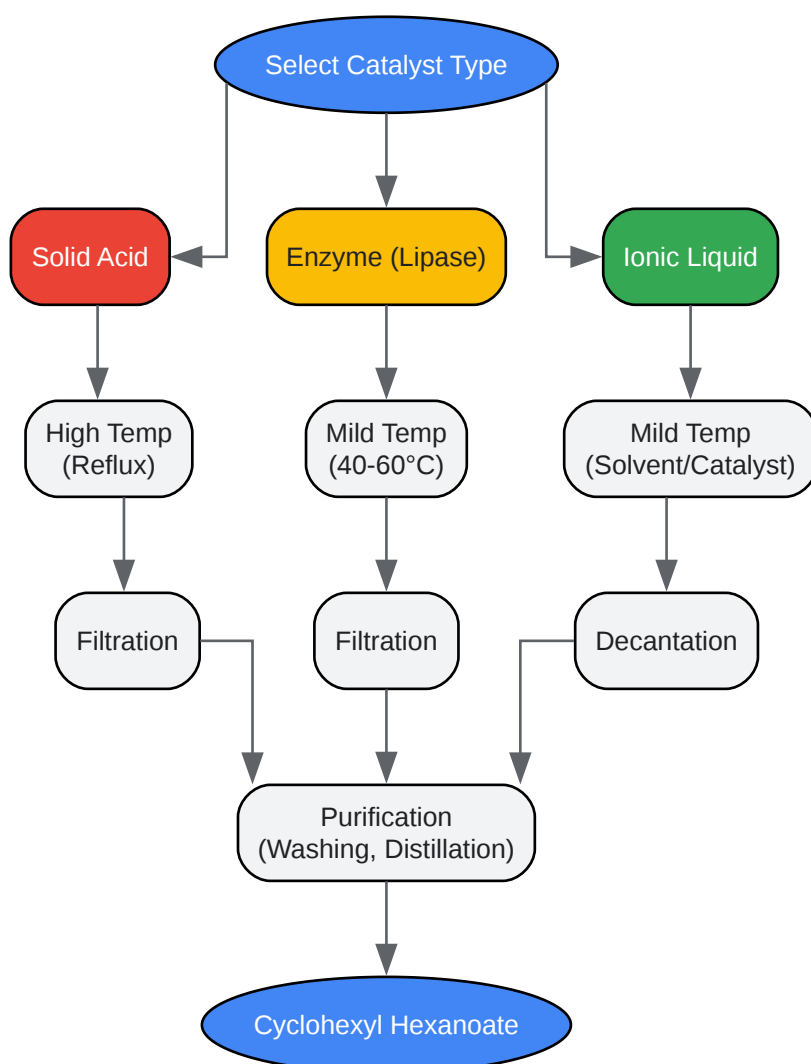 Select Catalyst Type
Solid Acid
Enzyme (Lipase)
Ionic Liquid
High Temp
(Reflux)
Mild Temp
(40-60°C)
Mild Temp
(Solvent/Catalyst)
Filtration
Filtration
Decantation
Purification
(Washing, Distillation)
Cyclohexyl Hexanoate